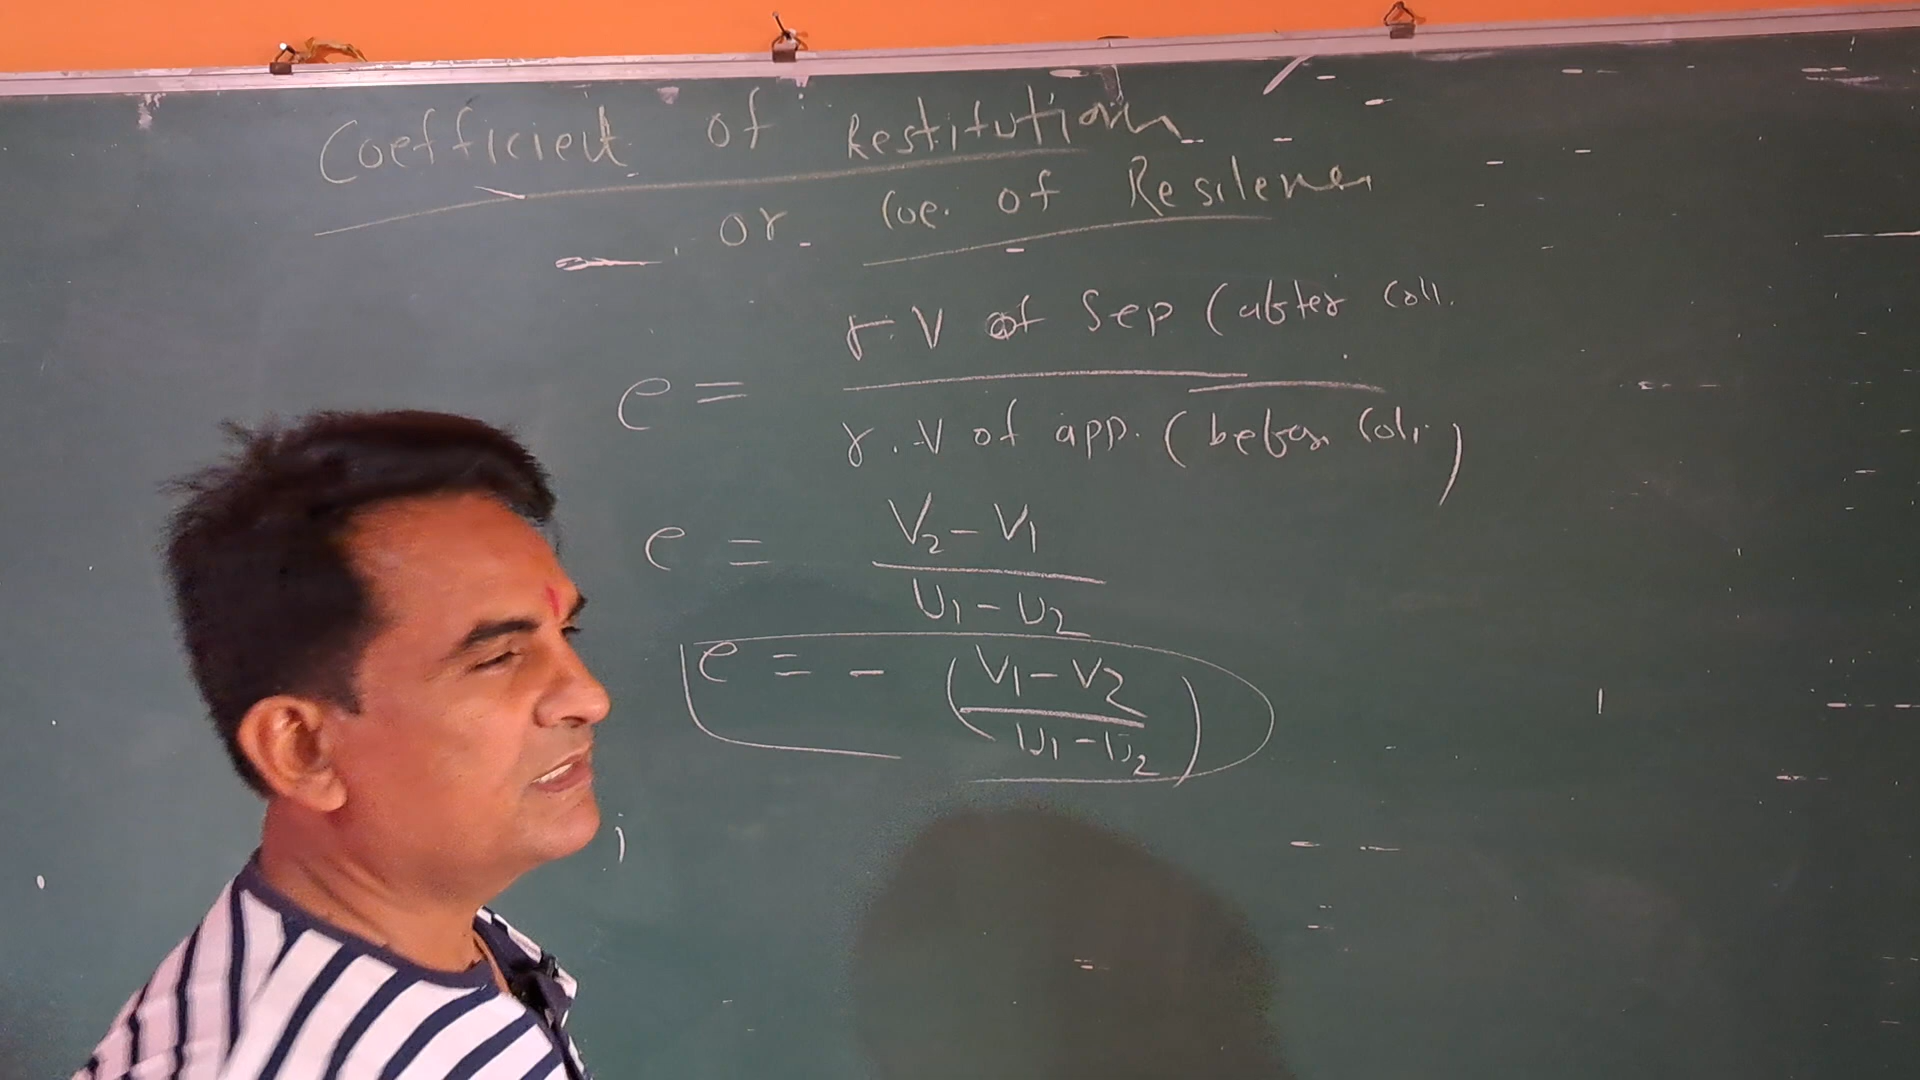 Coefficient of Restitution
or Coe. of Resilence
r.V of Sep (after Coll.
e =
r.V of app. (before Coll.)
e = V₂ - V₁ / U₁ - U₂
e = - (V₁ - V₂ / U₁ - U₂)